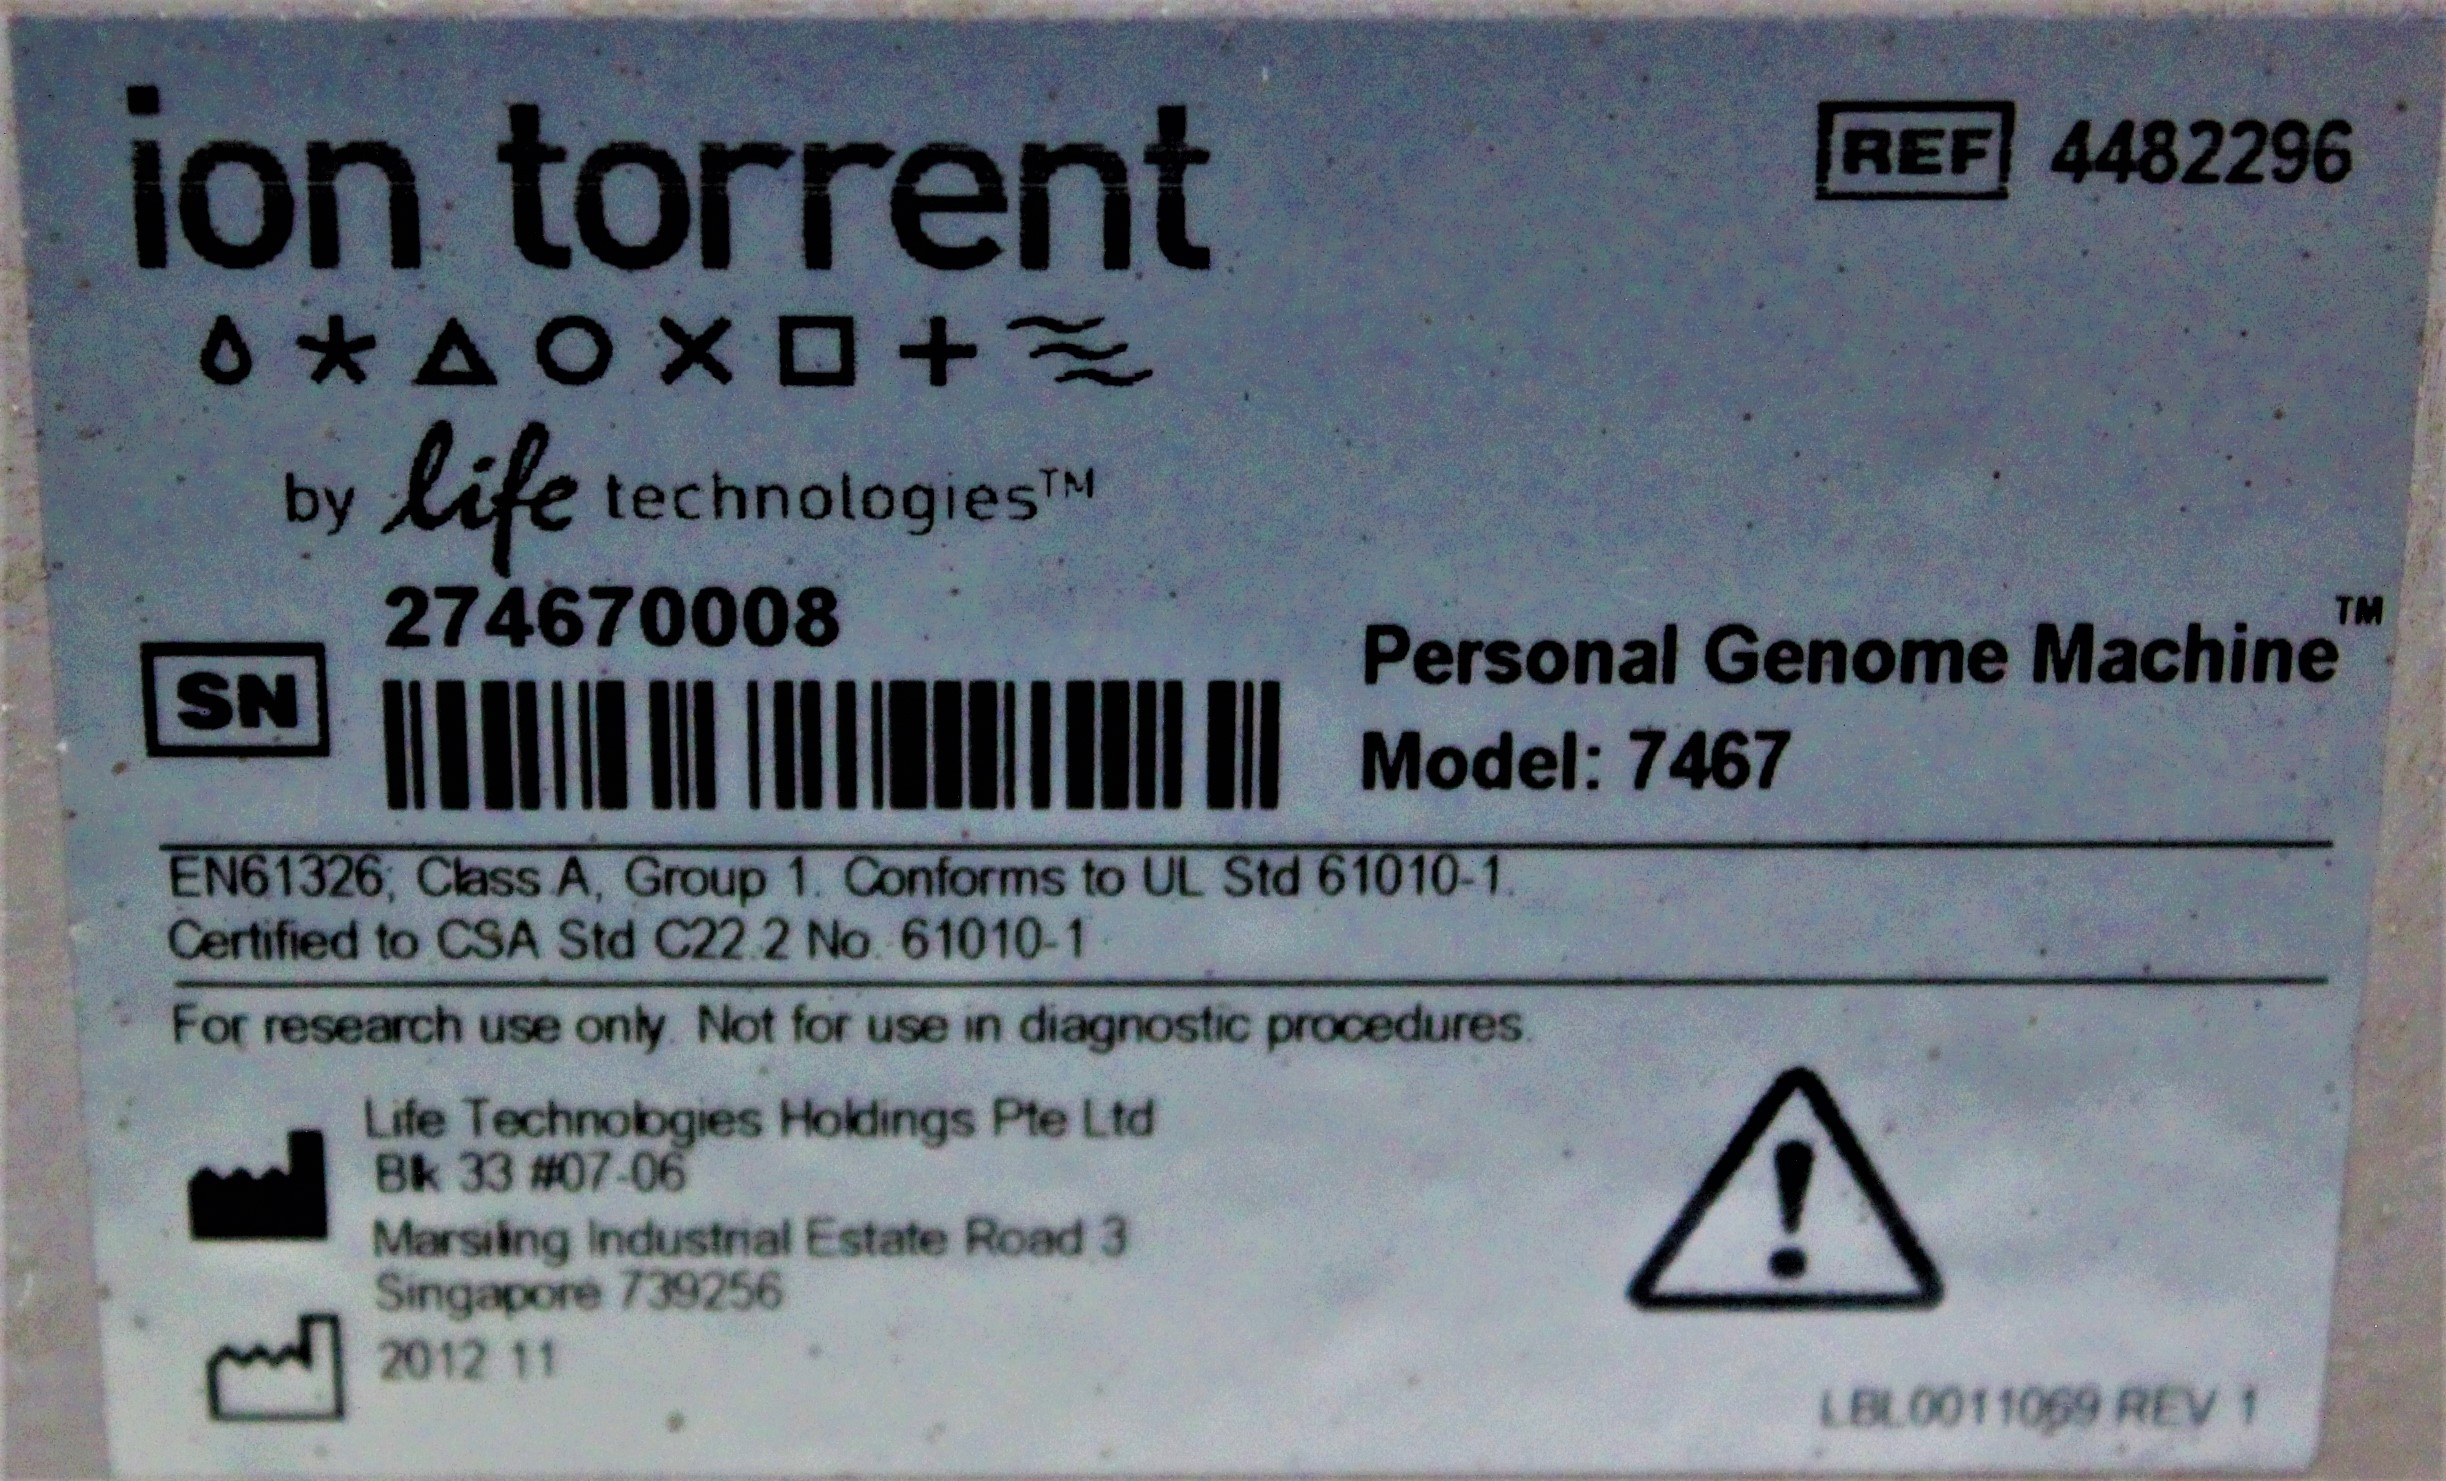 ion torrent
REF 4482296
by life technologies™
274670008
SN
Personal Genome Machine™
Model: 7467
EN61326; Class A, Group 1. Conforms to UL Std 61010-1.
Certified to CSA Std C22.2 No. 61010-1
For research use only. Not for use in diagnostic procedures.
Life Technologies Holdings Pte Ltd
Blk 33 #07-06
Marsiling Industrial Estate Road 3
Singapore 739256
2012 11
LBL0011069 REV 1